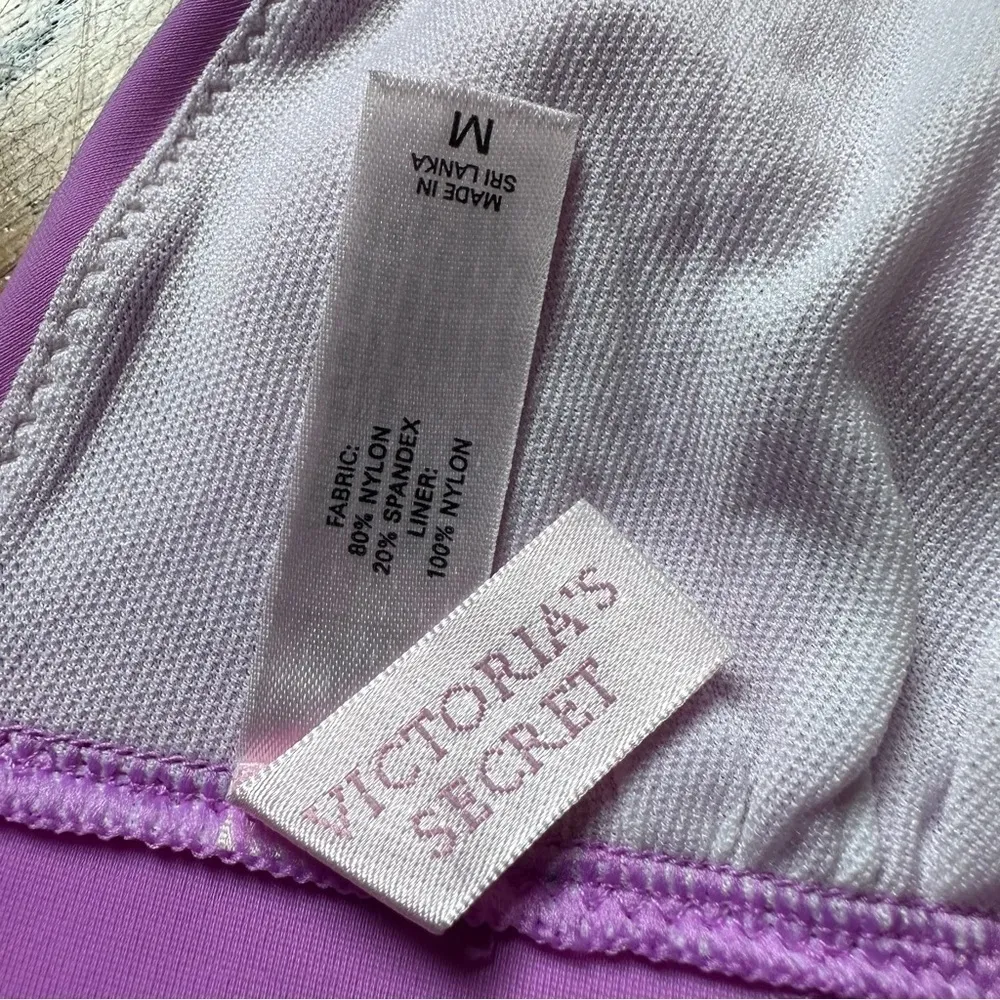 M
MADE IN
SRI LANKA
FABRIC:
80% NYLON
20% SPANDEX
LINER:
100% NYLON
VICTORIA'S
SECRET